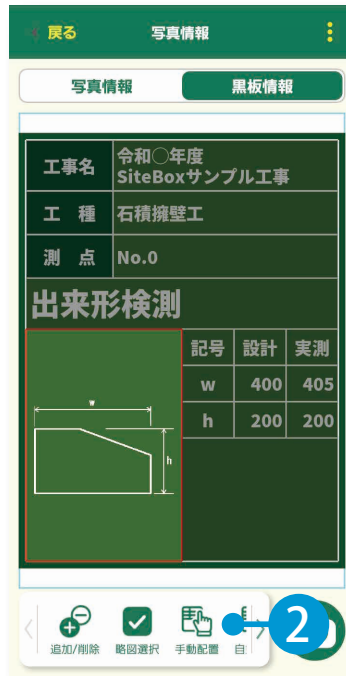 戻る 写真情報
写真情報 黒板情報
工事名 令和○年度
SiteBoxサンプル工事
工 種 石積擁壁工
測 点 No.0
出来形検測
記号 設計 実測
w 400 405
h 200 200
w
h
追加/削除 略図選択 手動配置 自
2